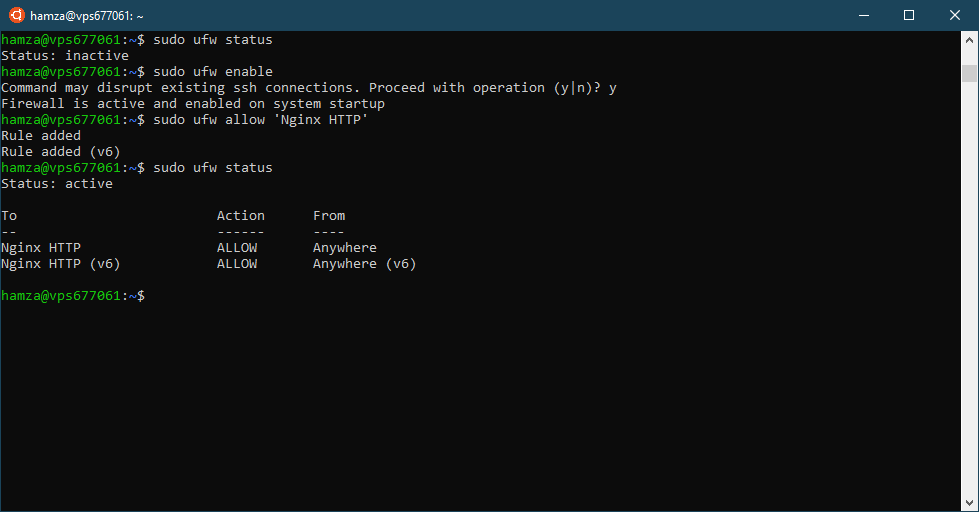 hamza@vps677061: ~
hamza@vps677061:~$ sudo ufw status
Status: inactive
hamza@vps677061:~$ sudo ufw enable
Command may disrupt existing ssh connections. Proceed with operation (y|n)? y
Firewall is active and enabled on system startup
hamza@vps677061:~$ sudo ufw allow 'Nginx HTTP'
Rule added
Rule added (v6)
hamza@vps677061:~$ sudo ufw status
Status: active
To                         Action      From
--                         ------      ----
Nginx HTTP                 ALLOW       Anywhere
Nginx HTTP (v6)            ALLOW       Anywhere (v6)
hamza@vps677061:~$